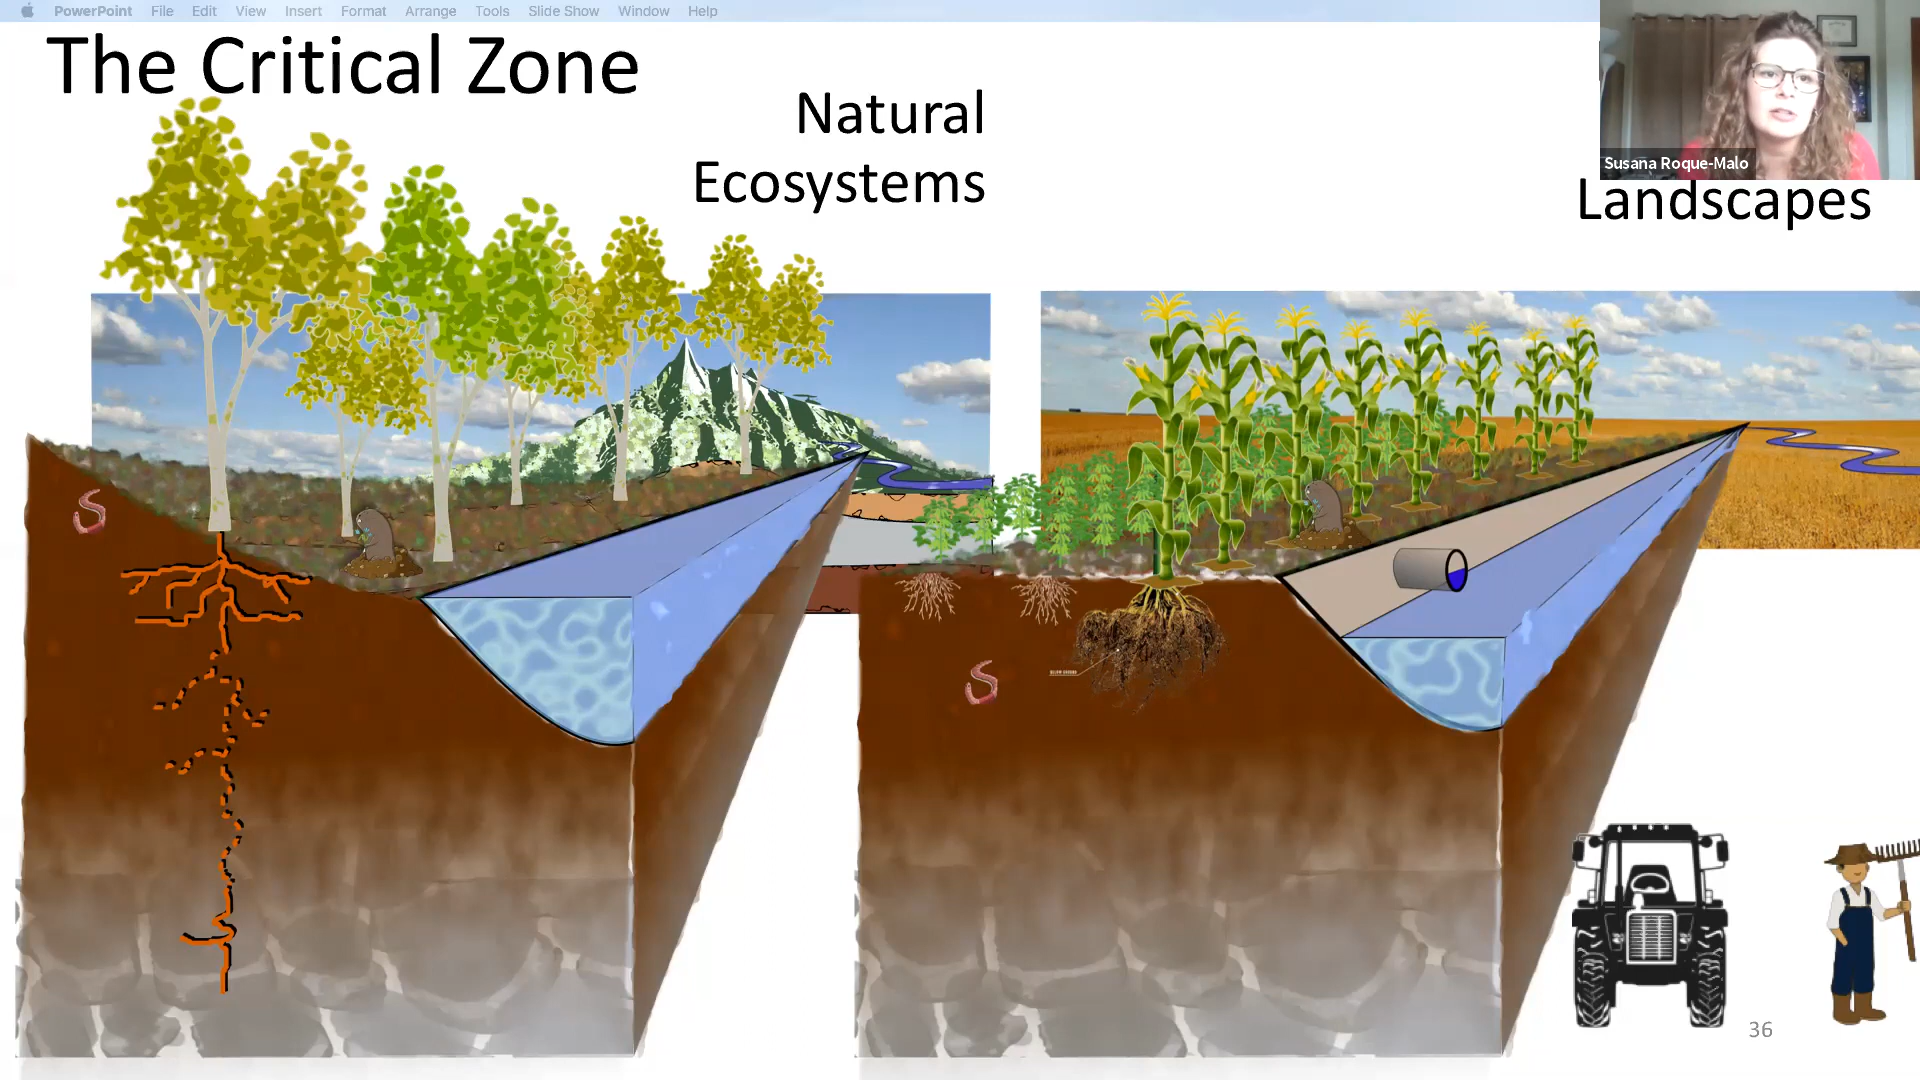 PowerPoint File Edit View Insert Format Arrange Tools Slide Show Window Help
The Critical Zone
Natural
Ecosystems
Susana Roque-Malo
Landscapes
36